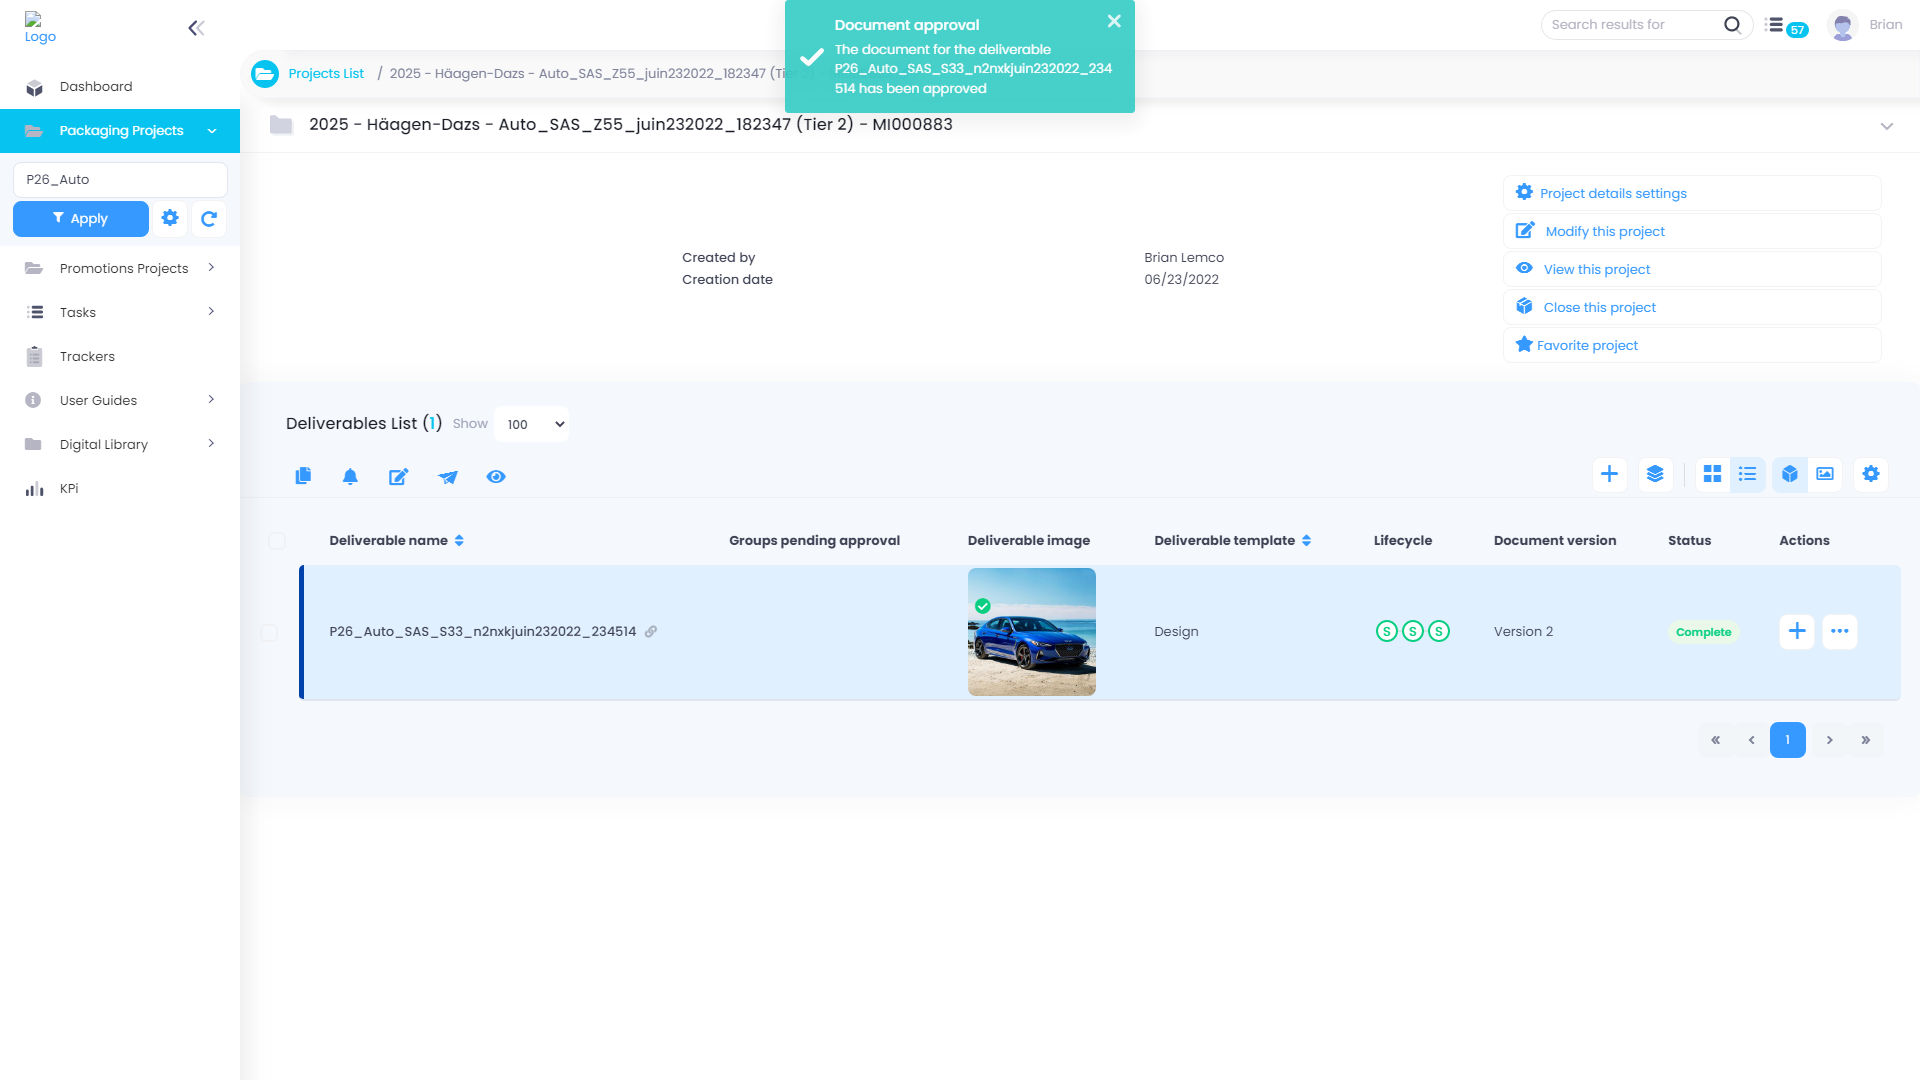 Logo
Document approval
The document for the deliverable
P26_Auto_SAS_S33_n2nxkjuin232022_234
514 has been approved
Search results for
57
Brian
Projects List / 2025 - Häagen-Dazs - Auto_SAS_Z55_juin232022_182347 (Tier
2025 - Häagen-Dazs - Auto_SAS_Z55_juin232022_182347 (Tier 2) - MI000883
Dashboard
Packaging Projects
P26_Auto
Apply
Promotions Projects
Tasks
Trackers
User Guides
Digital Library
KPi
Created by
Brian Lemco
Creation date
06/23/2022
Project details settings
Modify this project
View this project
Close this project
Favorite project
Deliverables List (1) Show 100
Deliverable name
Groups pending approval
Deliverable image
Deliverable template
Lifecycle
Document version
Status
Actions
P26_Auto_SAS_S33_n2nxkjuin232022_234514
Design
S S S
Version 2
Complete
« ‹ 1 › »